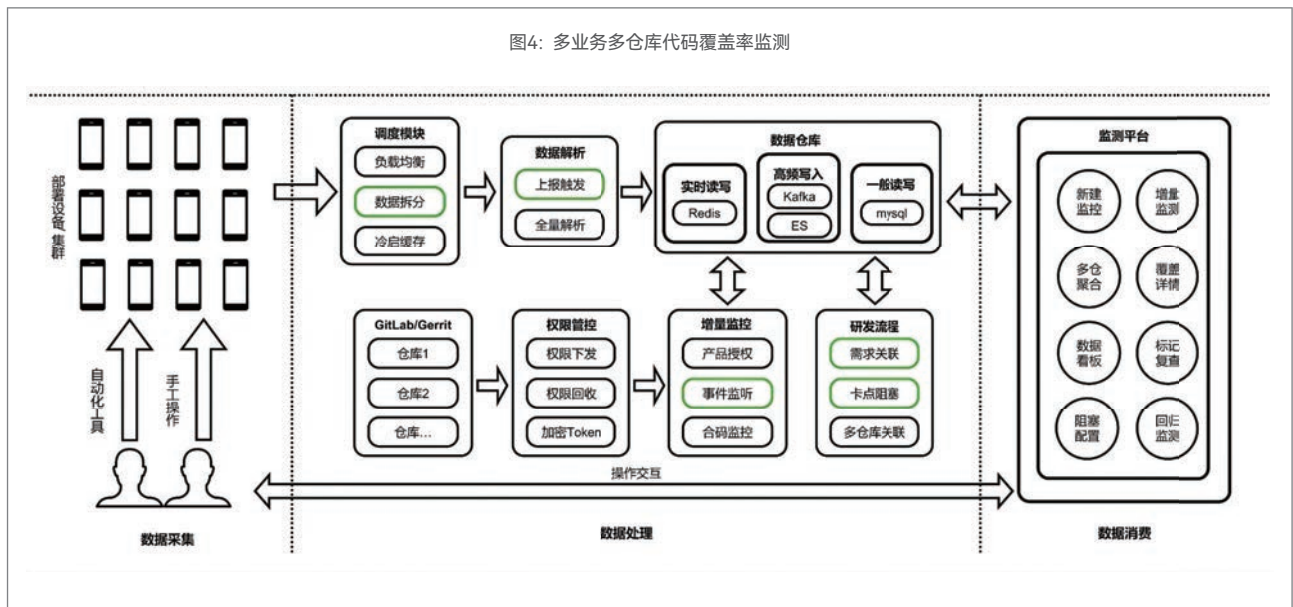 图4: 多业务多仓库代码覆盖率监测
部署设备集群
自动化工具
手工操作
数据采集
调度模块
负载均衡
数据拆分
冷启缓存
数据解析
上报触发
全量解析
数据仓库
实时读写
Redis
高频写入
Kafka
ES
一般读写
mysql
GitLab/Gerrit
仓库1
仓库2
仓库...
权限管控
权限下发
权限回收
加密Token
增量监控
产品授权
事件监听
合码监控
研发流程
需求关联
卡点阻塞
多仓库关联
操作交互
数据处理
监测平台
新建
监控
增量
监测
多仓
聚合
覆盖
详情
数据
看板
标记
复查
阻塞
配置
回归
监测
数据消费